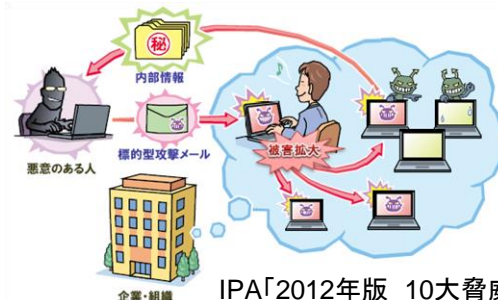 秘
内部情報
悪意のある人
標的型攻撃メール
被害拡大
企業・組織
IPA「2012年版 10大脅